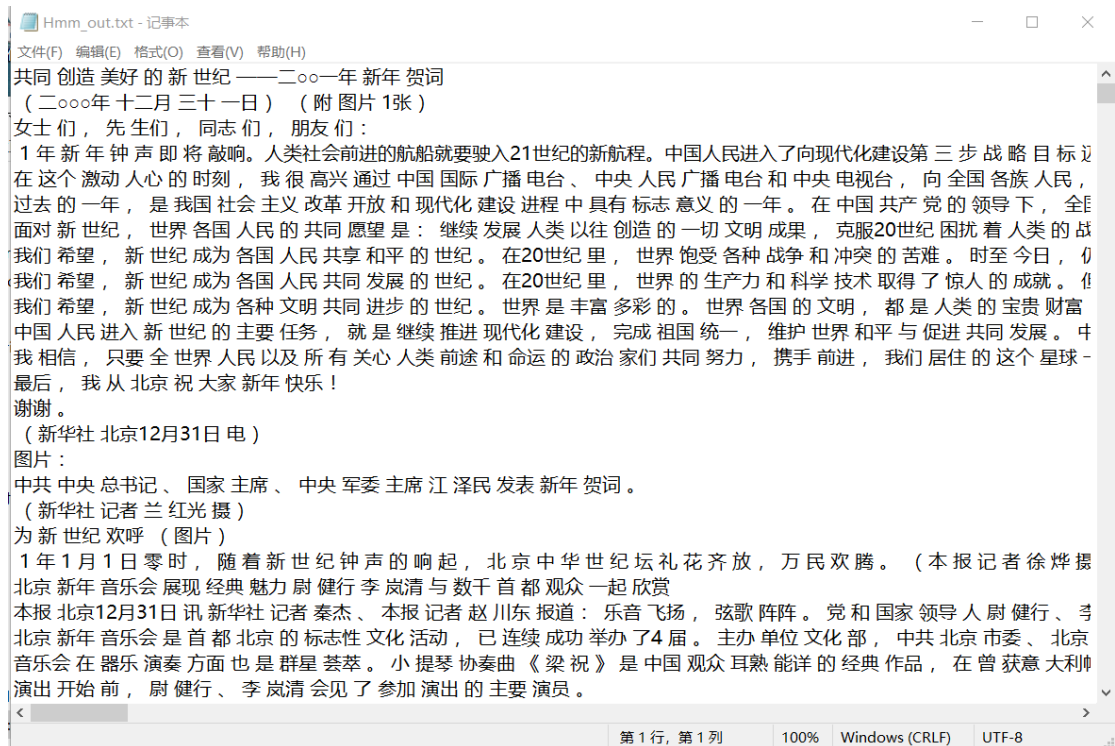 Hmm_out.txt - 记事本
文件(F) 编辑(E) 格式(O) 查看(V) 帮助(H)
共同 创造 美好 的 新 世纪 ——二○○一年 新年 贺词
（ 二○○○年 十二月 三十 一日 ） （ 附 图片 1张 ）
女士 们 ， 先 生们 ， 同志 们 ， 朋友 们 ：
1 年 新 年 钟 声 即 将 敲响。人类社会前进的航船就要驶入21世纪的新航程。中国人民进入了向现代化建设第 三 步 战 略 目 标
在 这个 激动 人心 的 时刻 ， 我 很 高兴 通过 中国 国际 广播 电台 、 中央 人民 广播 电台 和 中央 电视台 ， 向 全国 各族 人民 ，
过去 的 一年 ， 是 我国 社会 主义 改革 开放 和 现代化 建设 进程 中 具有 标志 意义 的 一年 。 在 中国 共产 党 的 领导 下 ， 全
面对 新 世纪 ， 世界 各国 人民 的 共同 愿望 是 ： 继续 发展 人类 以往 创造 的 一切 文明 成果 ， 克服20世纪 困扰 着 人类 的 战
我们 希望 ， 新 世纪 成为 各国 人民 共享 和平 的 世纪 。 在20世纪 里 ， 世界 饱受 各种 战争 和 冲突 的 苦难 。 时至 今日 ，
我们 希望 ， 新 世纪 成为 各国 人民 共同 发展 的 世纪 。 在20世纪 里 ， 世界 的 生产力 和 科学 技术 取得 了 惊人 的 成就 。
我们 希望 ， 新 世纪 成为 各种 文明 共同 进步 的 世纪 。 世界 是 丰富 多彩 的 。 世界 各国 的 文明 ， 都 是 人类 的 宝贵 财富
中国 人民 进入 新 世纪 的 主要 任务 ， 就 是 继续 推进 现代化 建设 ， 完成 祖国 统一 ， 维护 世界 和平 与 促进 共同 发展 。 中
我 相信 ， 只要 全 世界 人民 以及 所 有 关心 人类 前途 和 命运 的 政治 家们 共同 努力 ， 携手 前进 ， 我们 居住 的 这个 星球
最后 ， 我 从 北京 祝 大家 新年 快乐 ！
谢谢 。
（ 新华社 北京12月31日 电 ）
图片 ：
中共 中央 总书记 、 国家 主席 、 中央 军委 主席 江 泽民 发表 新年 贺词 。
（ 新华社 记者 兰 红光 摄 ）
为 新 世纪 欢呼 （ 图片 ）
1 年 1 月 1 日 零 时 ， 随 着 新 世 纪 钟 声 的 响 起 ， 北 京 中 华 世 纪 坛 礼 花 齐 放 ， 万 民 欢 腾 。 （ 本 报 记 者 徐 烨 摄
北京 新年 音乐会 展现 经典 魅力 尉 健行 李 岚清 与 数千 首 都 观众 一起 欣赏
本报 北京12月31日 讯 新华社 记者 秦杰 、 本报 记者 赵 川东 报道 ： 乐音 飞扬 ， 弦歌 阵阵 。 党 和 国家 领导 人 尉 健行 、 李
北京 新年 音乐会 是 首 都 北京 的 标志性 文化 活动 ， 已 连续 成功 举办 了4 届 。 主办 单位 文化 部 ， 中共 北京 市委 、 北京
音乐会 在 器乐 演奏 方面 也 是 群星 荟萃 。 小 提琴 协奏曲 《 梁 祝 》 是 中国 观众 耳熟 能详 的 经典 作品 ， 在 曾 获意 大利
演出 开始 前 ， 尉 健行 、 李 岚清 会见 了 参加 演出 的 主要 演员 。
第 1 行，第 1 列 100% Windows (CRLF) UTF-8